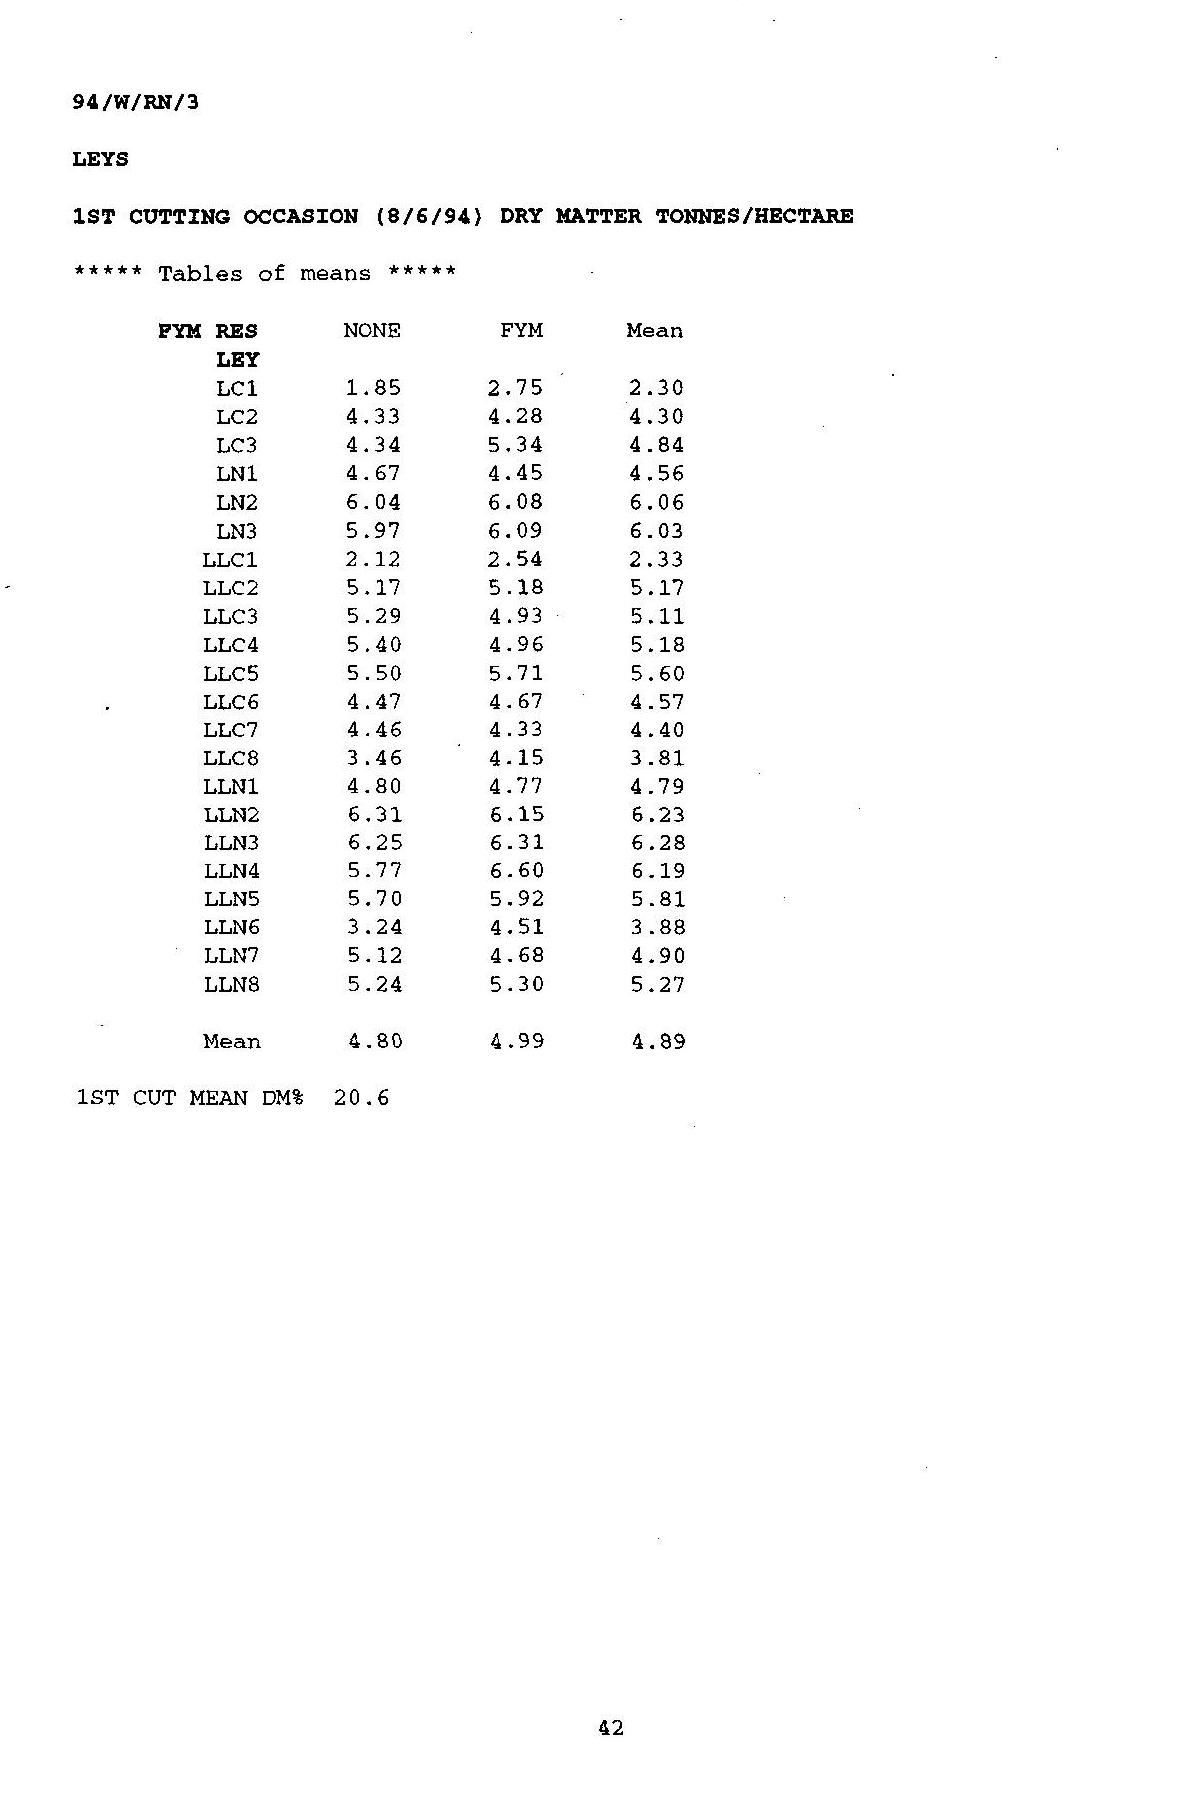 94/W/RN/3
LEYS
1ST CUTTING OCCASION (8/6/94) DRY MATTER TONNES/HECTARE
***** Tables of means *****
FYM RES NONE FYM Mean
LEY
LC1 1.85 2.75 2.30
LC2 4.33 4.28 4.30
LC3 4.34 5.34 4.84
LN1 4.67 4.45 4.56
LN2 6.04 6.08 6.06
LN3 5.97 6.09 6.03
LLC1 2.12 2.54 2.33
LLC2 5.17 5.18 5.17
LLC3 5.29 4.93 5.11
LLC4 5.40 4.96 5.18
LLC5 5.50 5.71 5.60
LLC6 4.47 4.67 4.57
LLC7 4.46 4.33 4.40
LLC8 3.46 4.15 3.81
LLN1 4.80 4.77 4.79
LLN2 6.31 6.15 6.23
LLN3 6.25 6.31 6.28
LLN4 5.77 6.60 6.19
LLN5 5.70 5.92 5.81
LLN6 3.24 4.51 3.88
LLN7 5.12 4.68 4.90
LLN8 5.24 5.30 5.27
Mean 4.80 4.99 4.89
1ST CUT MEAN DM% 20.6
42